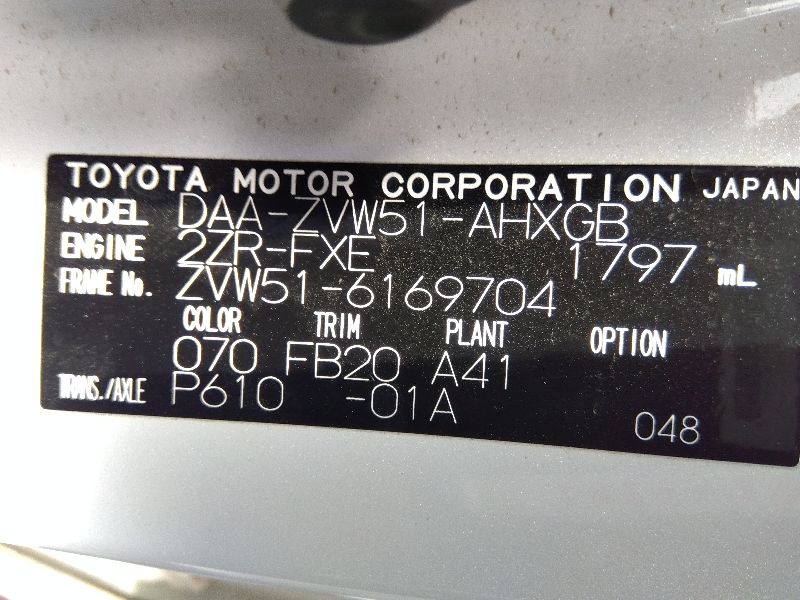 TOYOTA MOTOR CORPORATION JAPAN
MODEL DAA-ZVW51-AHXGB
ENGINE 2ZR-FXE 1797 mL
FRAME No. ZVW51-6169704
COLOR TRIM PLANT OPTION
070 FB20 A41
TRANS./AXLE P610 -01A
048